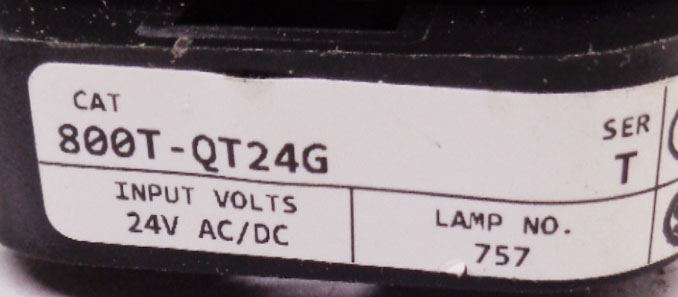 CAT
800T-QT24G
SER
T
INPUT VOLTS
24V AC/DC
LAMP NO.
757